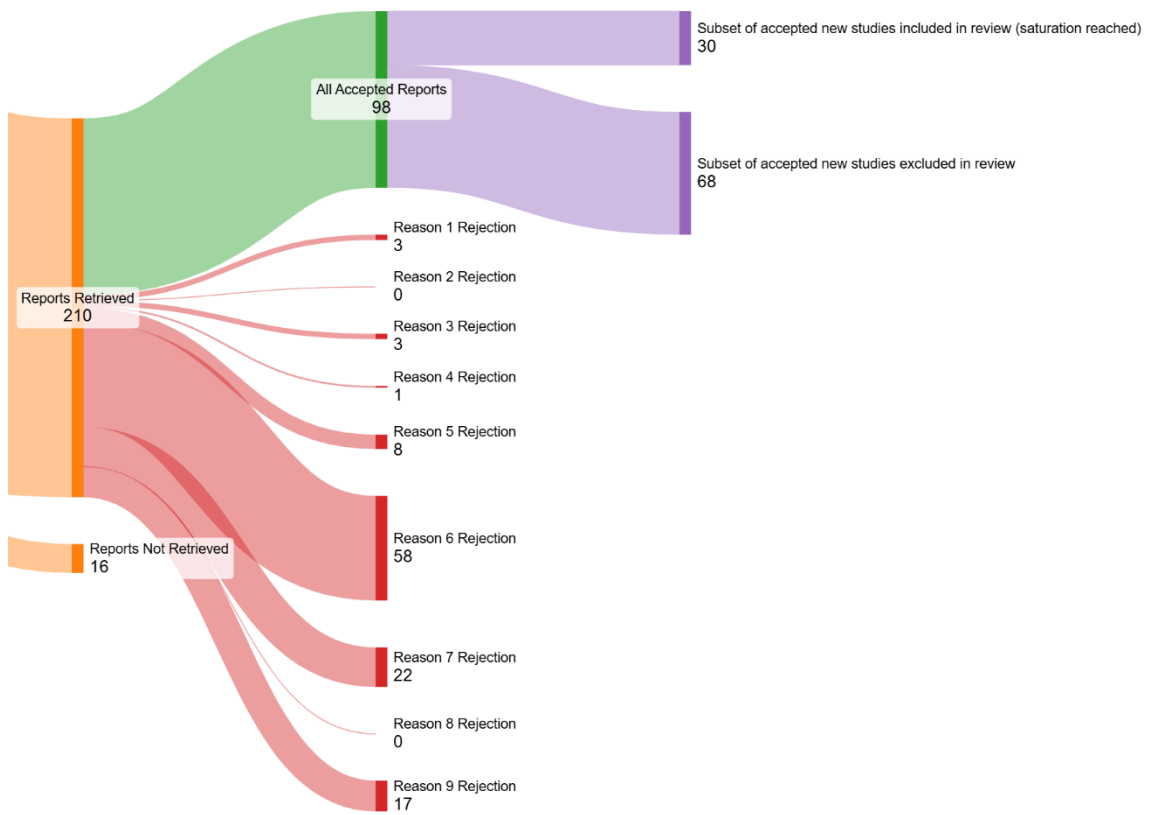 Subset of accepted new studies included in review (saturation reached)
30
All Accepted Reports
98
Subset of accepted new studies excluded in review
68
Reason 1 Rejection
3
Reason 2 Rejection
0
Reports Retrieved
210
Reason 3 Rejection
3
Reason 4 Rejection
1
Reason 5 Rejection
8
Reason 6 Rejection
58
Reports Not Retrieved
16
Reason 7 Rejection
22
Reason 8 Rejection
0
Reason 9 Rejection
17